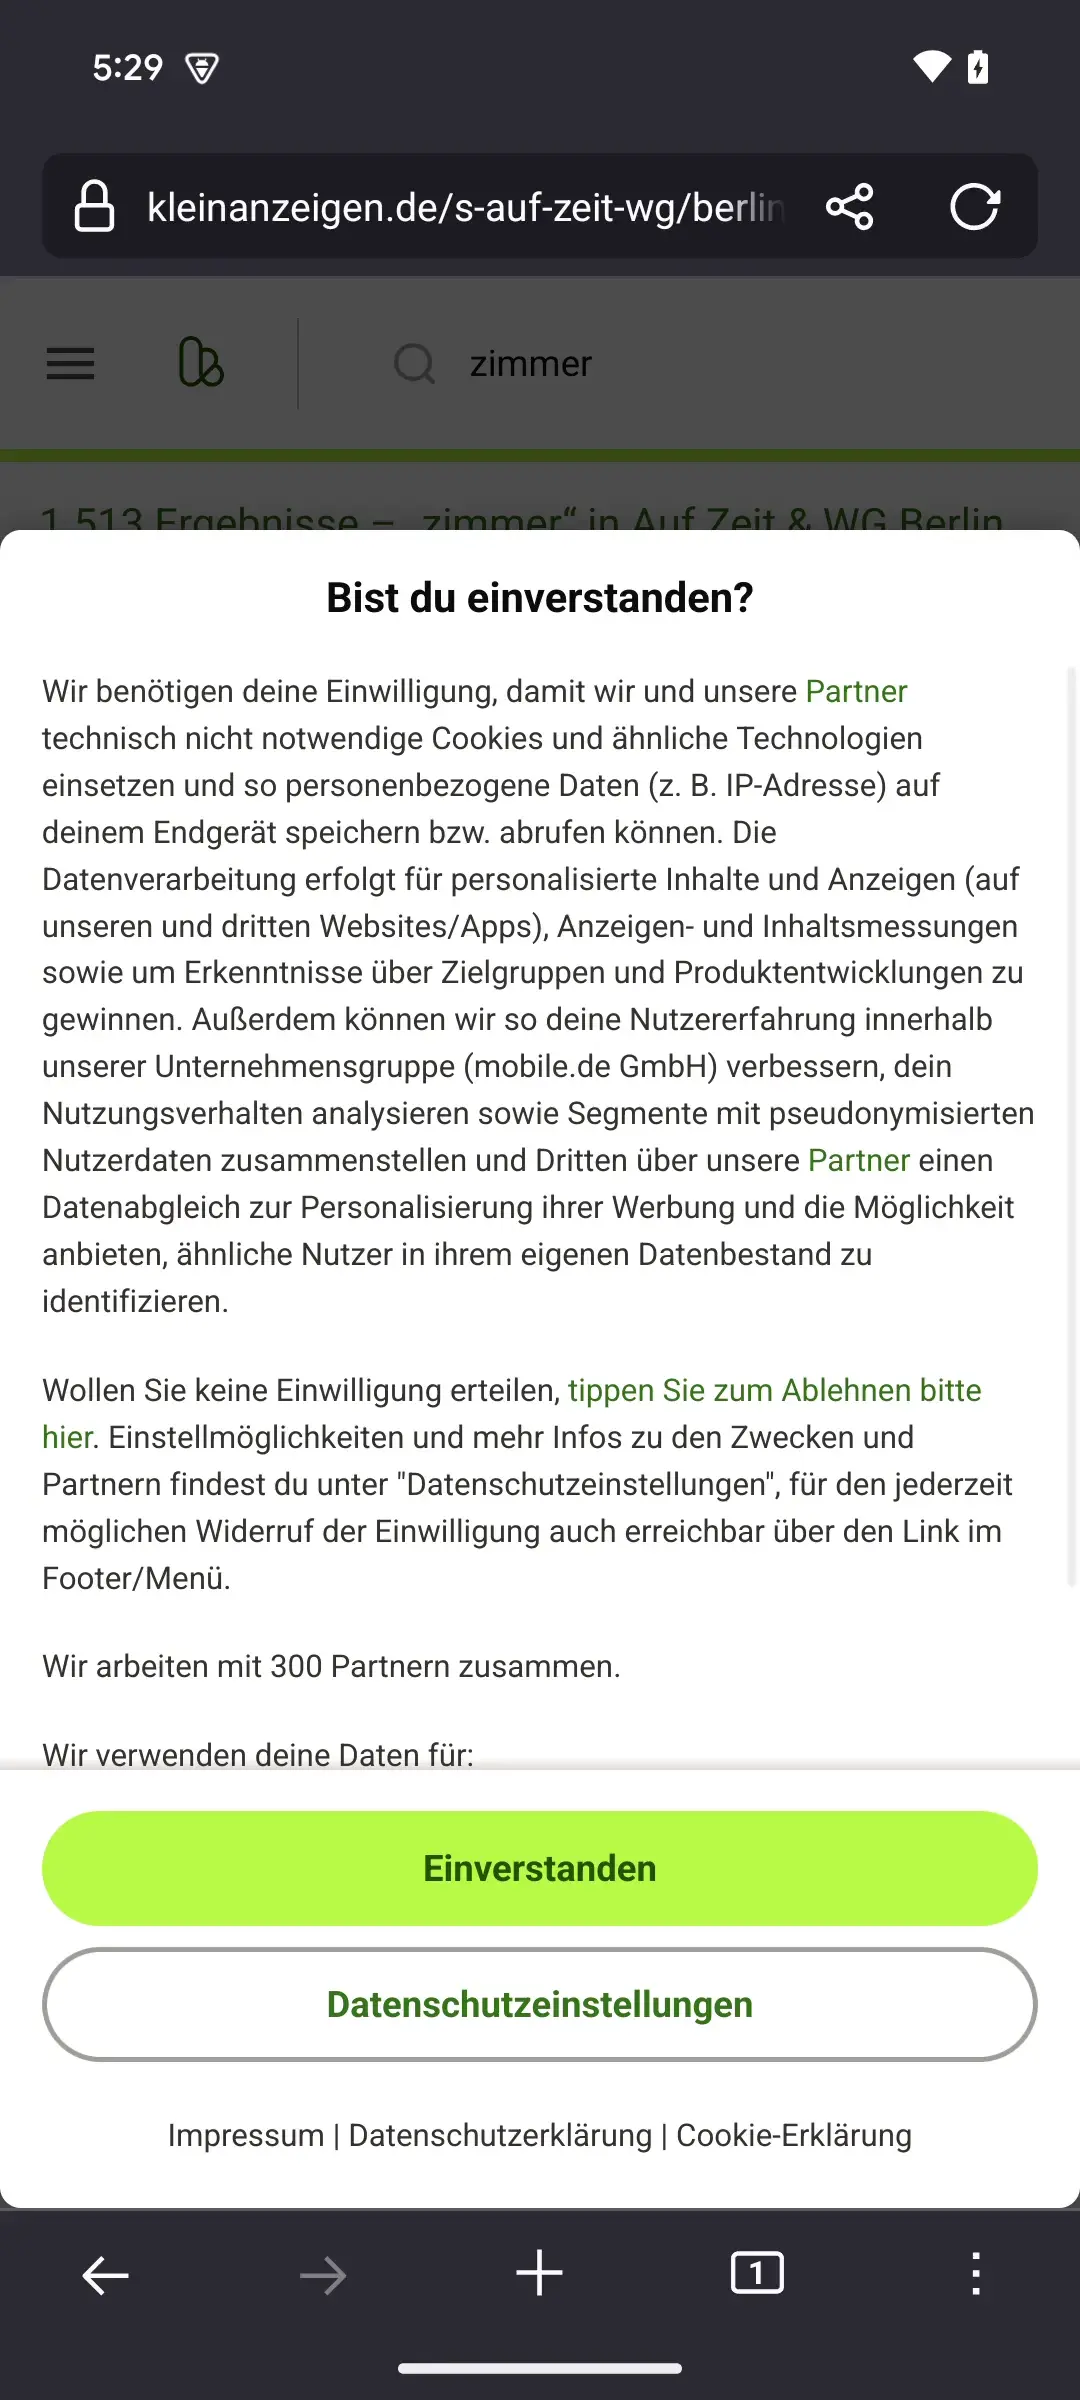 5:29
kleinanzeigen.de/s-auf-zeit-wg/berlin
zimmer
1.513 Ergebnisse – „zimmer“ in Auf Zeit & WG Berlin
Bist du einverstanden?
Wir benötigen deine Einwilligung, damit wir und unsere Partner
technisch nicht notwendige Cookies und ähnliche Technologien
einsetzen und so personenbezogene Daten (z. B. IP-Adresse) auf
deinem Endgerät speichern bzw. abrufen können. Die
Datenverarbeitung erfolgt für personalisierte Inhalte und Anzeigen (auf
unseren und dritten Websites/Apps), Anzeigen- und Inhaltsmessungen
sowie um Erkenntnisse über Zielgruppen und Produktentwicklungen zu
gewinnen. Außerdem können wir so deine Nutzererfahrung innerhalb
unserer Unternehmensgruppe (mobile.de GmbH) verbessern, dein
Nutzungsverhalten analysieren sowie Segmente mit pseudonymisierten
Nutzerdaten zusammenstellen und Dritten über unsere Partner einen
Datenabgleich zur Personalisierung ihrer Werbung und die Möglichkeit
anbieten, ähnliche Nutzer in ihrem eigenen Datenbestand zu
identifizieren.
Wollen Sie keine Einwilligung erteilen, tippen Sie zum Ablehnen bitte
hier. Einstellmöglichkeiten und mehr Infos zu den Zwecken und
Partnern findest du unter "Datenschutzeinstellungen", für den jederzeit
möglichen Widerruf der Einwilligung auch erreichbar über den Link im
Footer/Menü.
Wir arbeiten mit 300 Partnern zusammen.
Wir verwenden deine Daten für:
Einverstanden
Datenschutzeinstellungen
Impressum | Datenschutzerklärung | Cookie-Erklärung
1